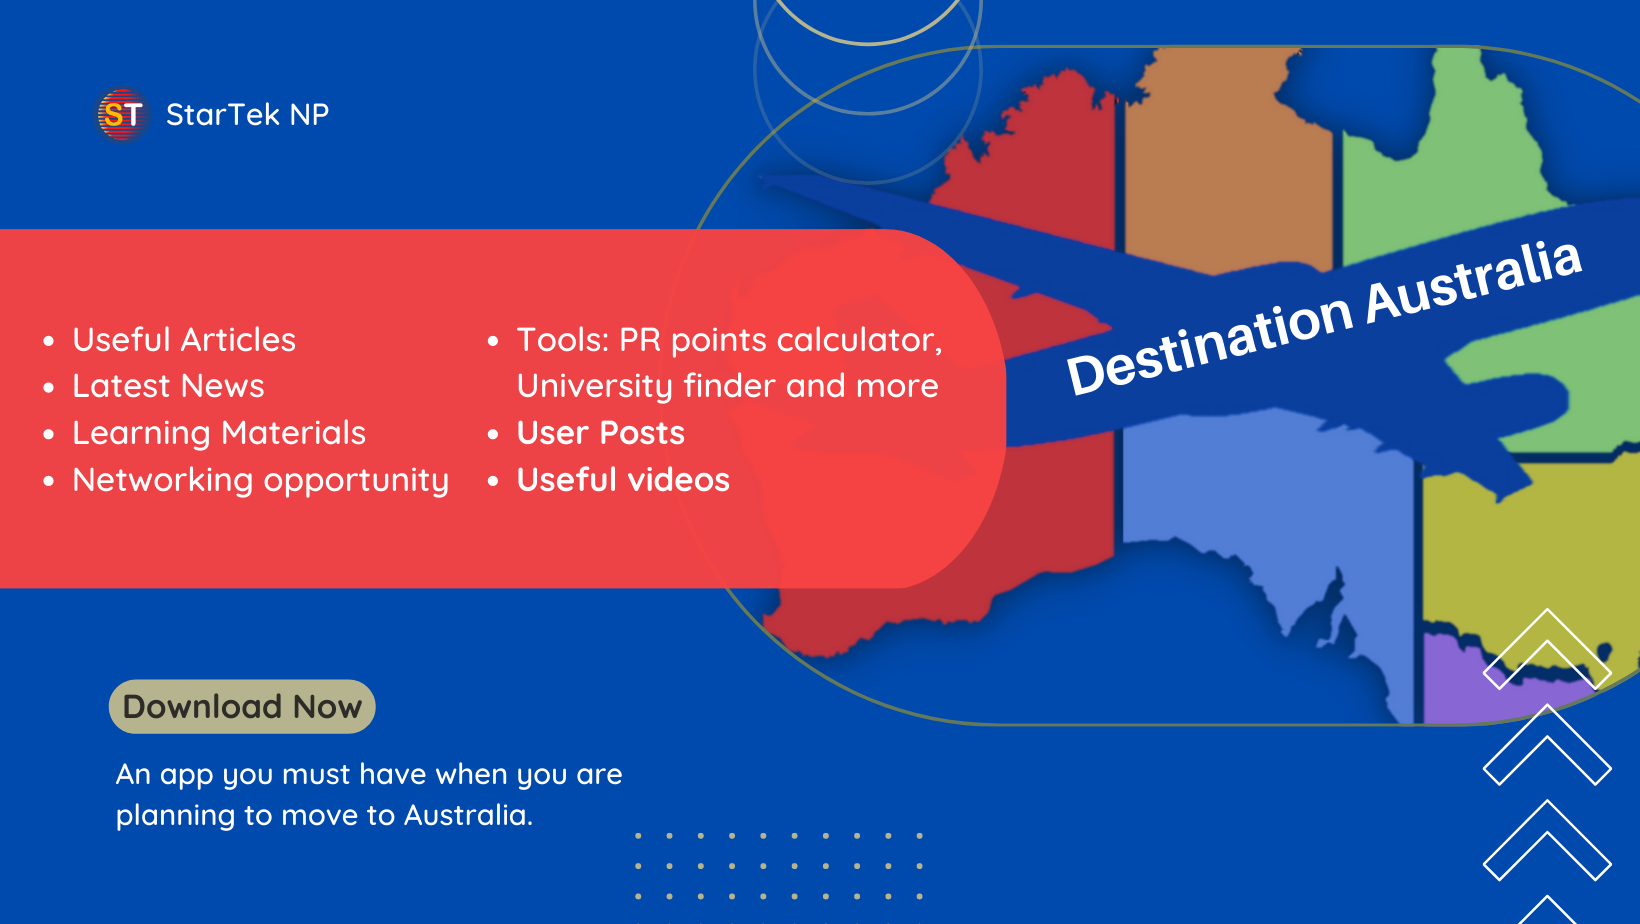 ST StarTek NP
Destination Australia
• Useful Articles
• Latest News
• Learning Materials
• Networking opportunity
• Tools: PR points calculator,
University finder and more
• User Posts
• Useful videos
Download Now
An app you must have when you are
planning to move to Australia.